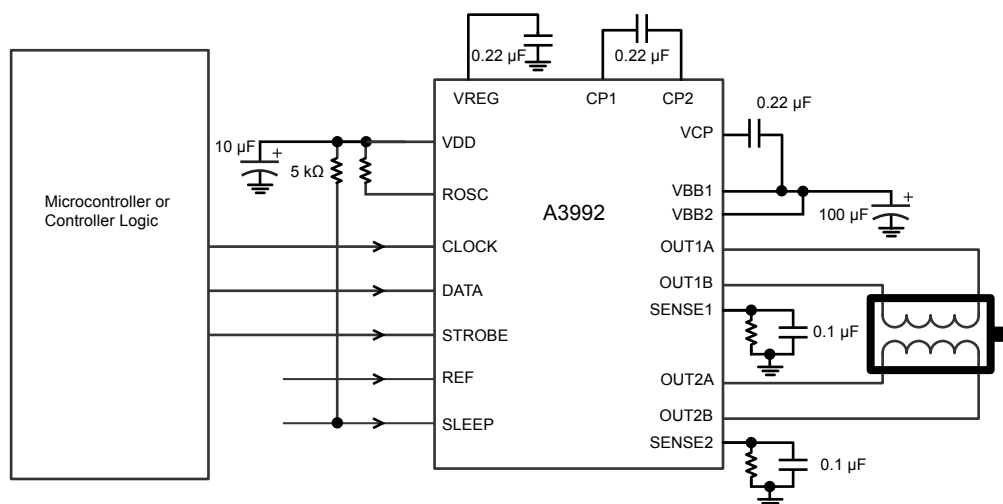 0.22 µF
0.22 µF
VREG
CP1
CP2
0.22 µF
VCP
10 µF
+
VDD
5 kΩ
ROSC
Microcontroller or
Controller Logic
A3992
VBB1
VBB2
+
100 µF
CLOCK
OUT1A
DATA
OUT1B
SENSE1
STROBE
0.1 µF
REF
OUT2A
SLEEP
OUT2B
SENSE2
0.1 µF